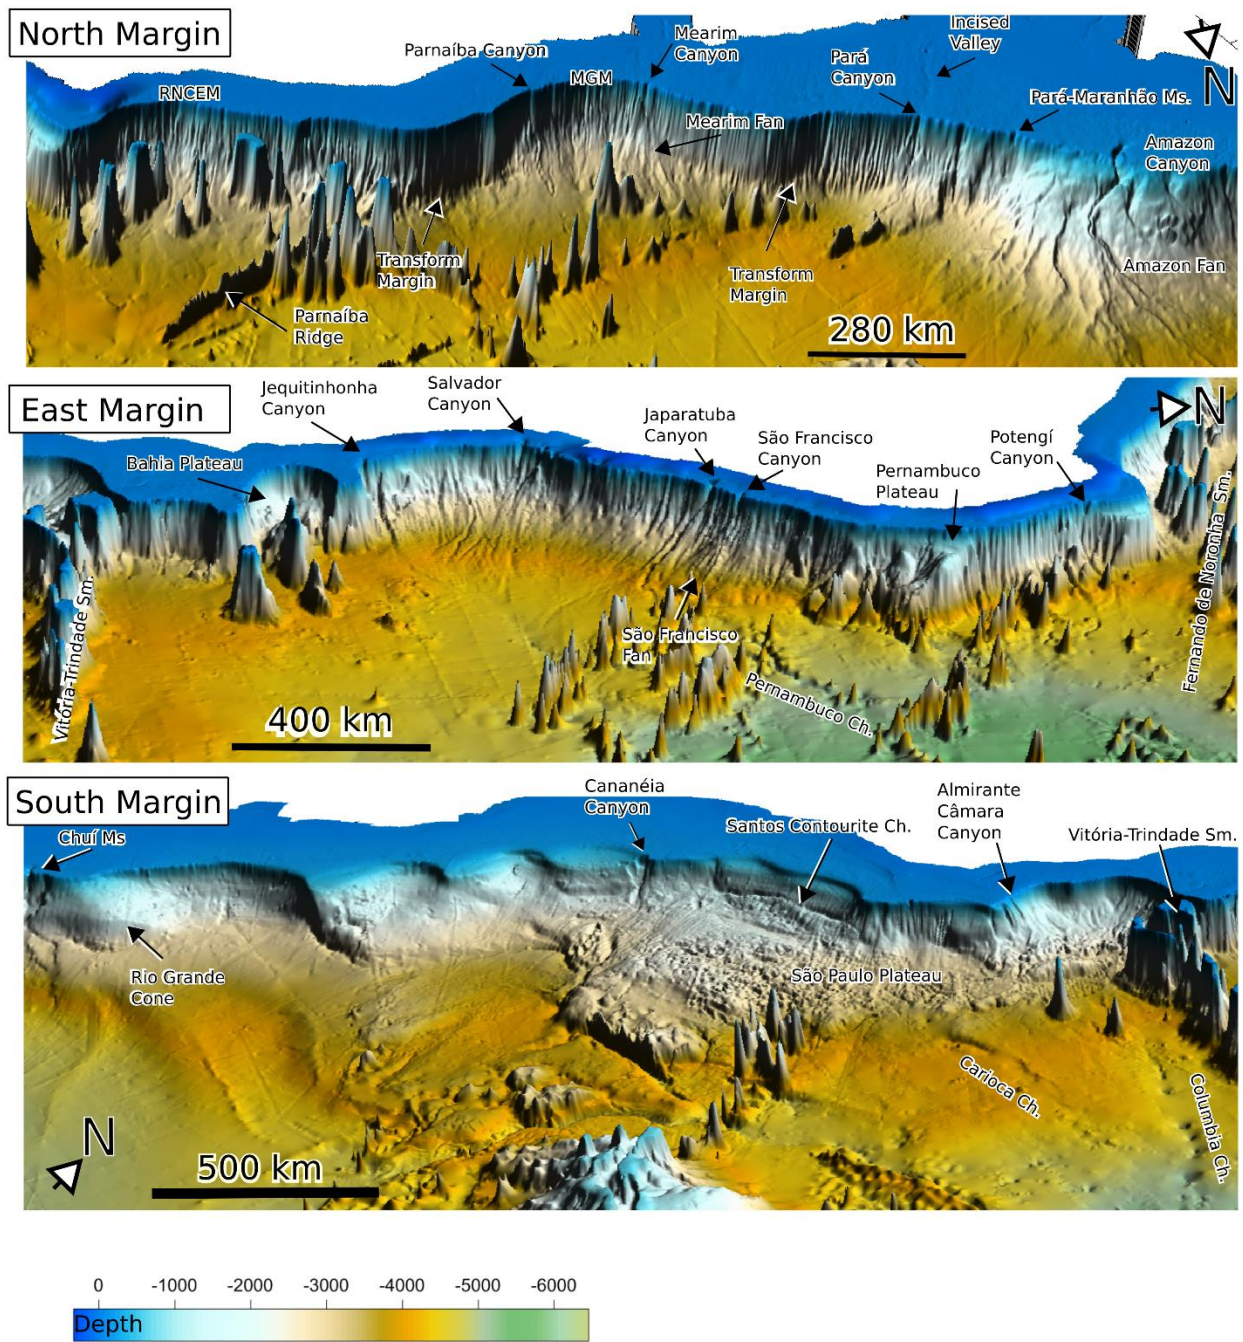 North Margin
Parnaíba Canyon
Mearim
Canyon
Incised
Valley
N
RNCEM
MGM
Pará
Canyon
Pará-Maranhão Ms.
Mearim Fan
Amazon
Canyon
Transform
Margin
Transform
Margin
Amazon Fan
Parnaíba
Ridge
280 km
East Margin
Jequitinhonha
Canyon
Salvador
Canyon
Japaratuba
Canyon
São Francisco
Canyon
Potengí
Canyon
N
Bahia Plateau
Pernambuco
Plateau
Vitória-Trindade Sm.
São Francisco
Fan
Pernambuco Ch.
Fernando de Noronha Sm.
400 km
South Margin
Chuí Ms
Cananéia
Canyon
Santos Contourite Ch.
Almirante
Câmara
Canyon
Vitória-Trindade Sm.
Rio Grande
Cone
São Paulo Plateau
Carioca Ch.
Columbia Ch.
N
500 km
0 -1000 -2000 -3000 -4000 -5000 -6000
Depth